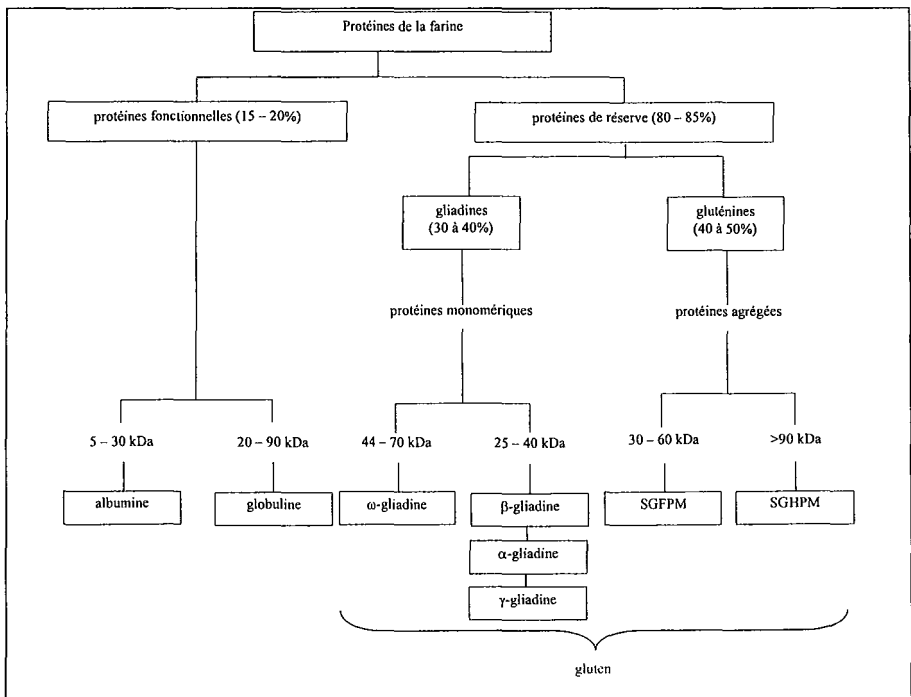 Protéines de la farine
protéines fonctionnelles (15 – 20%)
protéines de réserve (80 – 85%)
gliadines
(30 à 40%)
gluténines
(40 à 50%)
protéines monomériques
protéines agrégées
5 – 30 kDa
20 – 90 kDa
44 – 70 kDa
25 – 40 kDa
30 – 60 kDa
>90 kDa
albumine
globuline
ω-gliadine
β-gliadine
SGFPM
SGHPM
α-gliadine
γ-gliadine
gluten